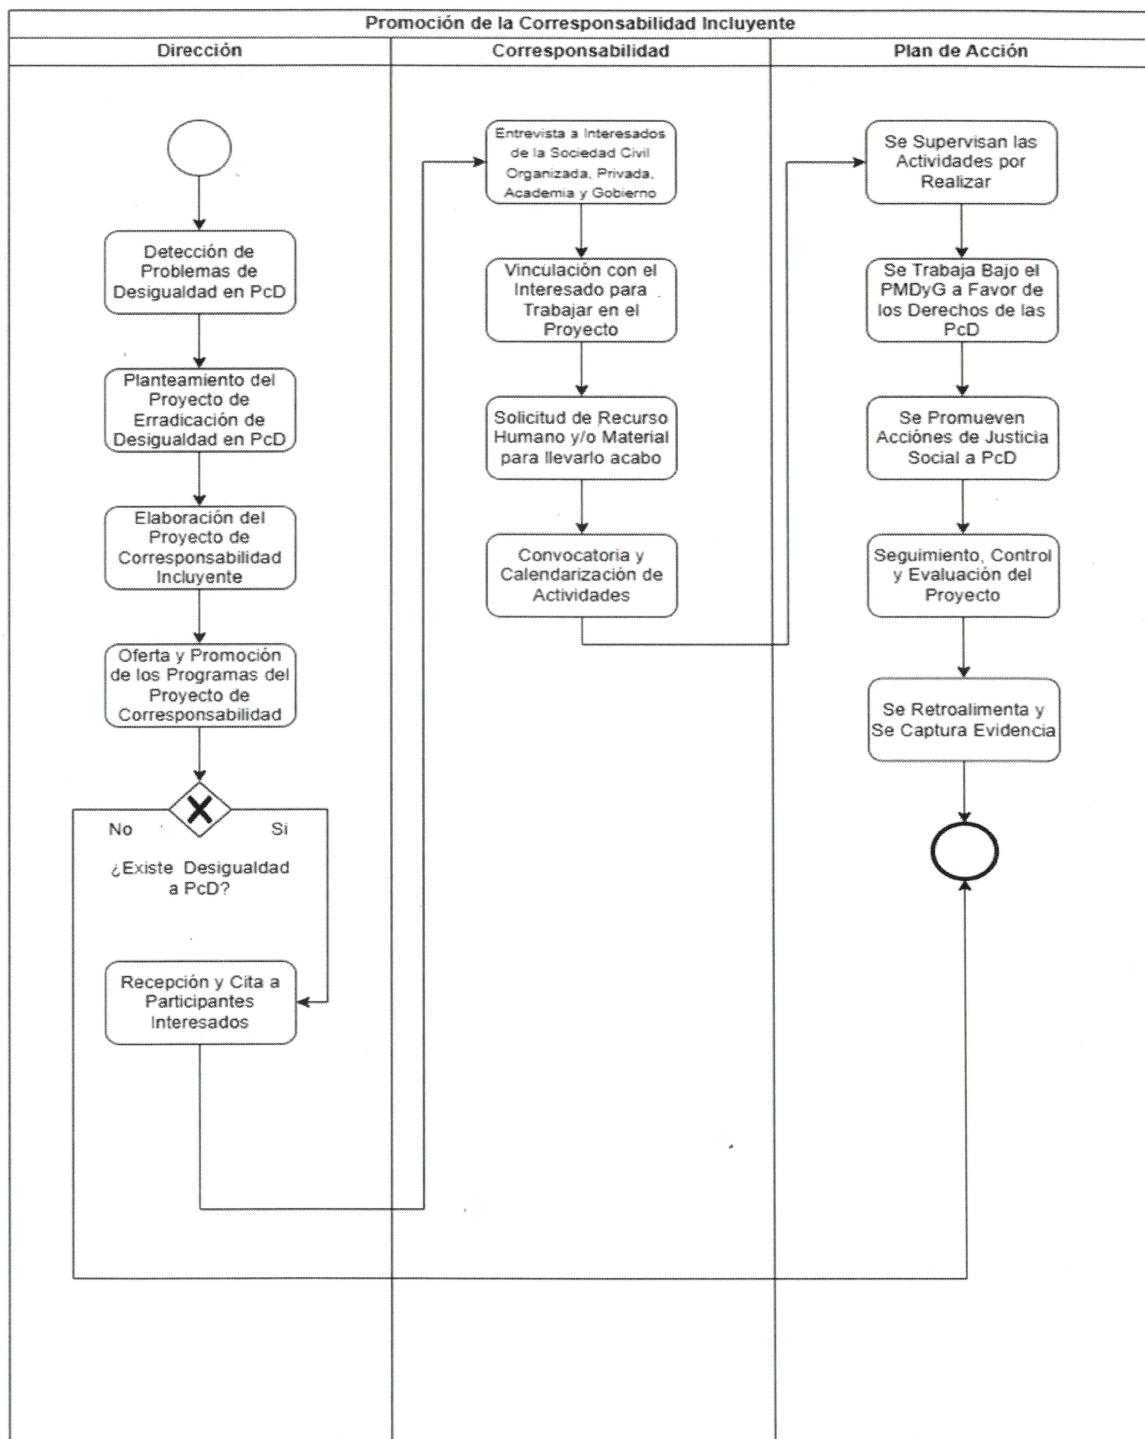 Promoción de la Corresponsabilidad Incluyente
Dirección
Corresponsabilidad
Plan de Acción
Detección de
Problemas de
Desigualdad en PcD
Planteamiento del
Proyecto de
Erradicación de
Desigualdad en PcD
Elaboración del
Proyecto de
Corresponsabilidad
Incluyente
Oferta y Promoción
de los Programas del
Proyecto de
Corresponsabilidad
No
Si
¿Existe Desigualdad
a PcD?
Recepción y Cita a
Participantes
Interesados
Entrevista a Interesados
de la Sociedad Civil
Organizada, Privada,
Academia y Gobierno
Vinculación con el
Interesado para
Trabajar en el
Proyecto
Solicitud de Recurso
Humano y/o Material
para llevarlo acabo
Convocatoria y
Calendarización de
Actividades
Se Supervisan las
Actividades por
Realizar
Se Trabaja Bajo el
PMDyG a Favor de
los Derechos de las
PcD
Se Promueven
Acciónes de Justicia
Social a PcD
Seguimiento, Control
y Evaluación del
Proyecto
Se Retroalimenta y
Se Captura Evidencia